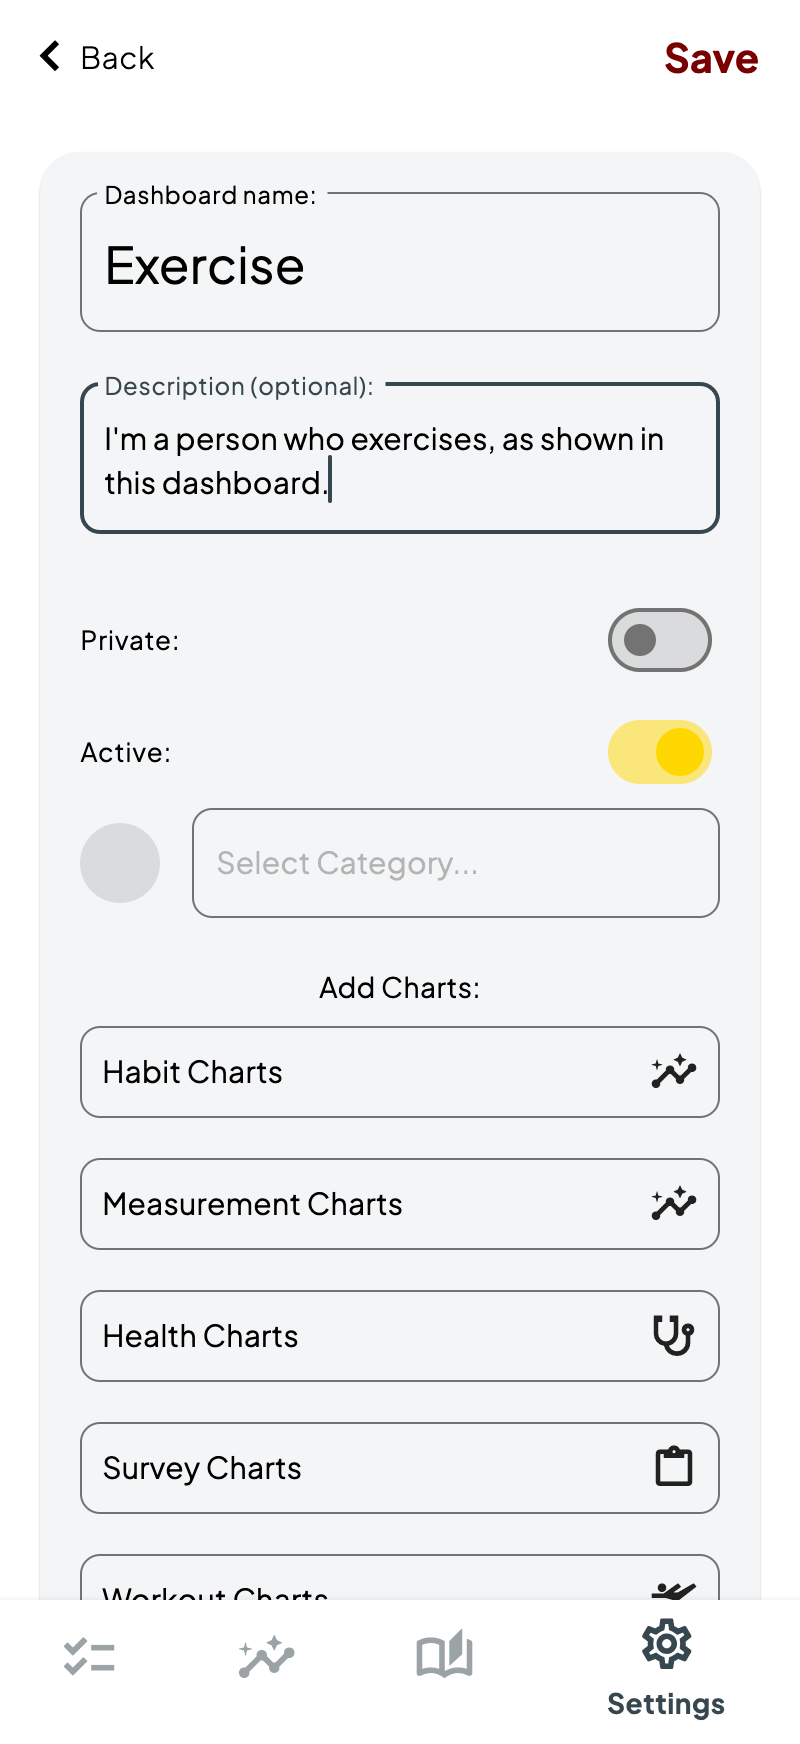 Back
Save
Dashboard name:
Exercise
Description (optional):
I'm a person who exercises, as shown in
this dashboard.
Private:
Active:
Select Category...
Add Charts:
Habit Charts
Measurement Charts
Health Charts
Survey Charts
Workout Charts
Settings